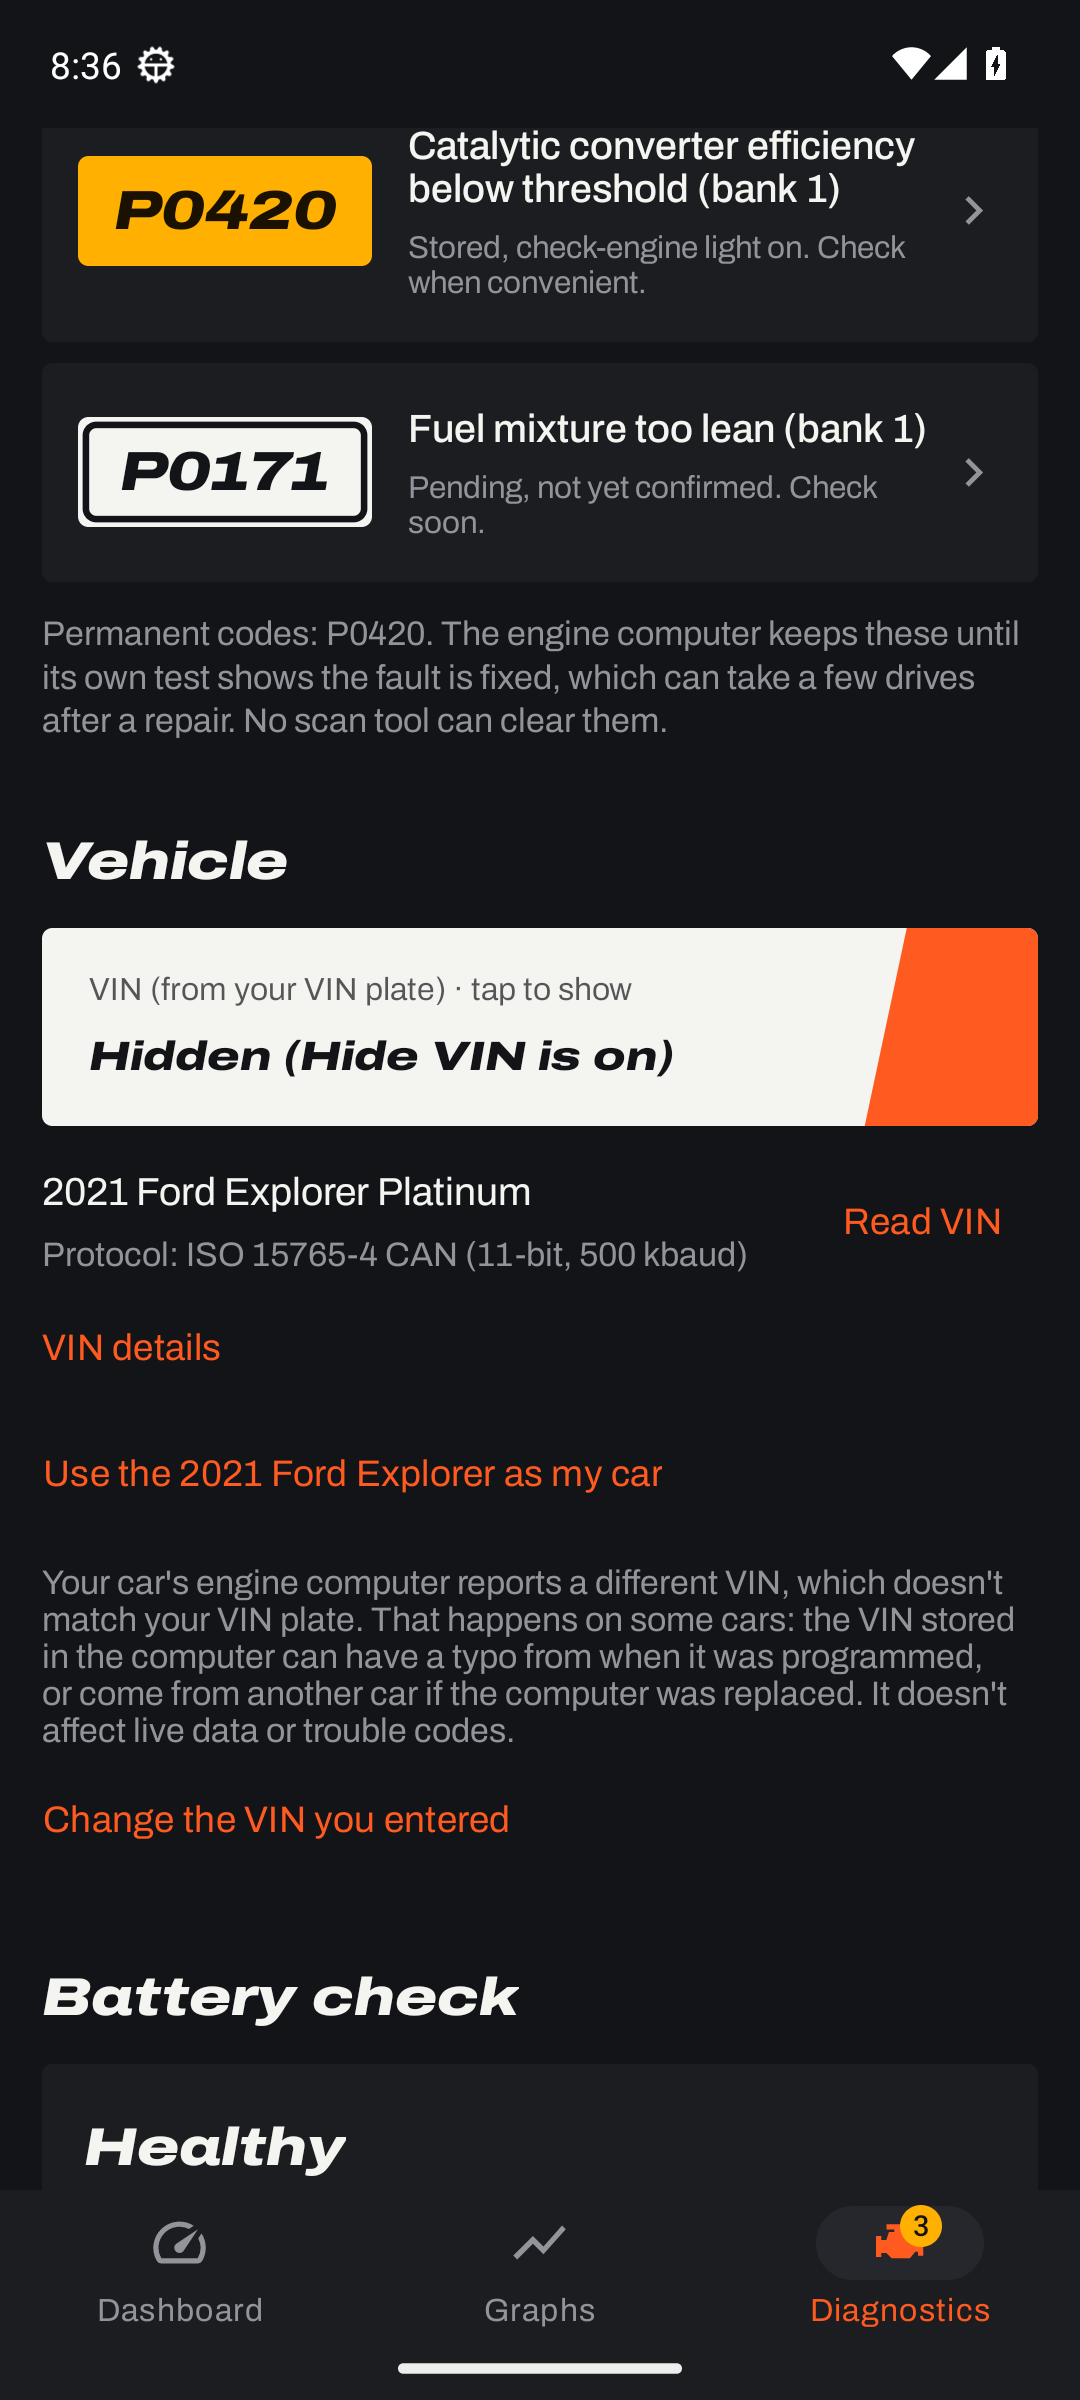 8:36
Catalytic converter efficiency
below threshold (bank 1)
P0420
Stored, check-engine light on. Check
when convenient.
Fuel mixture too lean (bank 1)
P0171
Pending, not yet confirmed. Check
soon.
Permanent codes: P0420. The engine computer keeps these until
its own test shows the fault is fixed, which can take a few drives
after a repair. No scan tool can clear them.
Vehicle
VIN (from your VIN plate) · tap to show
Hidden (Hide VIN is on)
2021 Ford Explorer Platinum
Read VIN
Protocol: ISO 15765-4 CAN (11-bit, 500 kbaud)
VIN details
Use the 2021 Ford Explorer as my car
Your car's engine computer reports a different VIN, which doesn't
match your VIN plate. That happens on some cars: the VIN stored
in the computer can have a typo from when it was programmed,
or come from another car if the computer was replaced. It doesn't
affect live data or trouble codes.
Change the VIN you entered
Battery check
Healthy
3
Dashboard
Graphs
Diagnostics